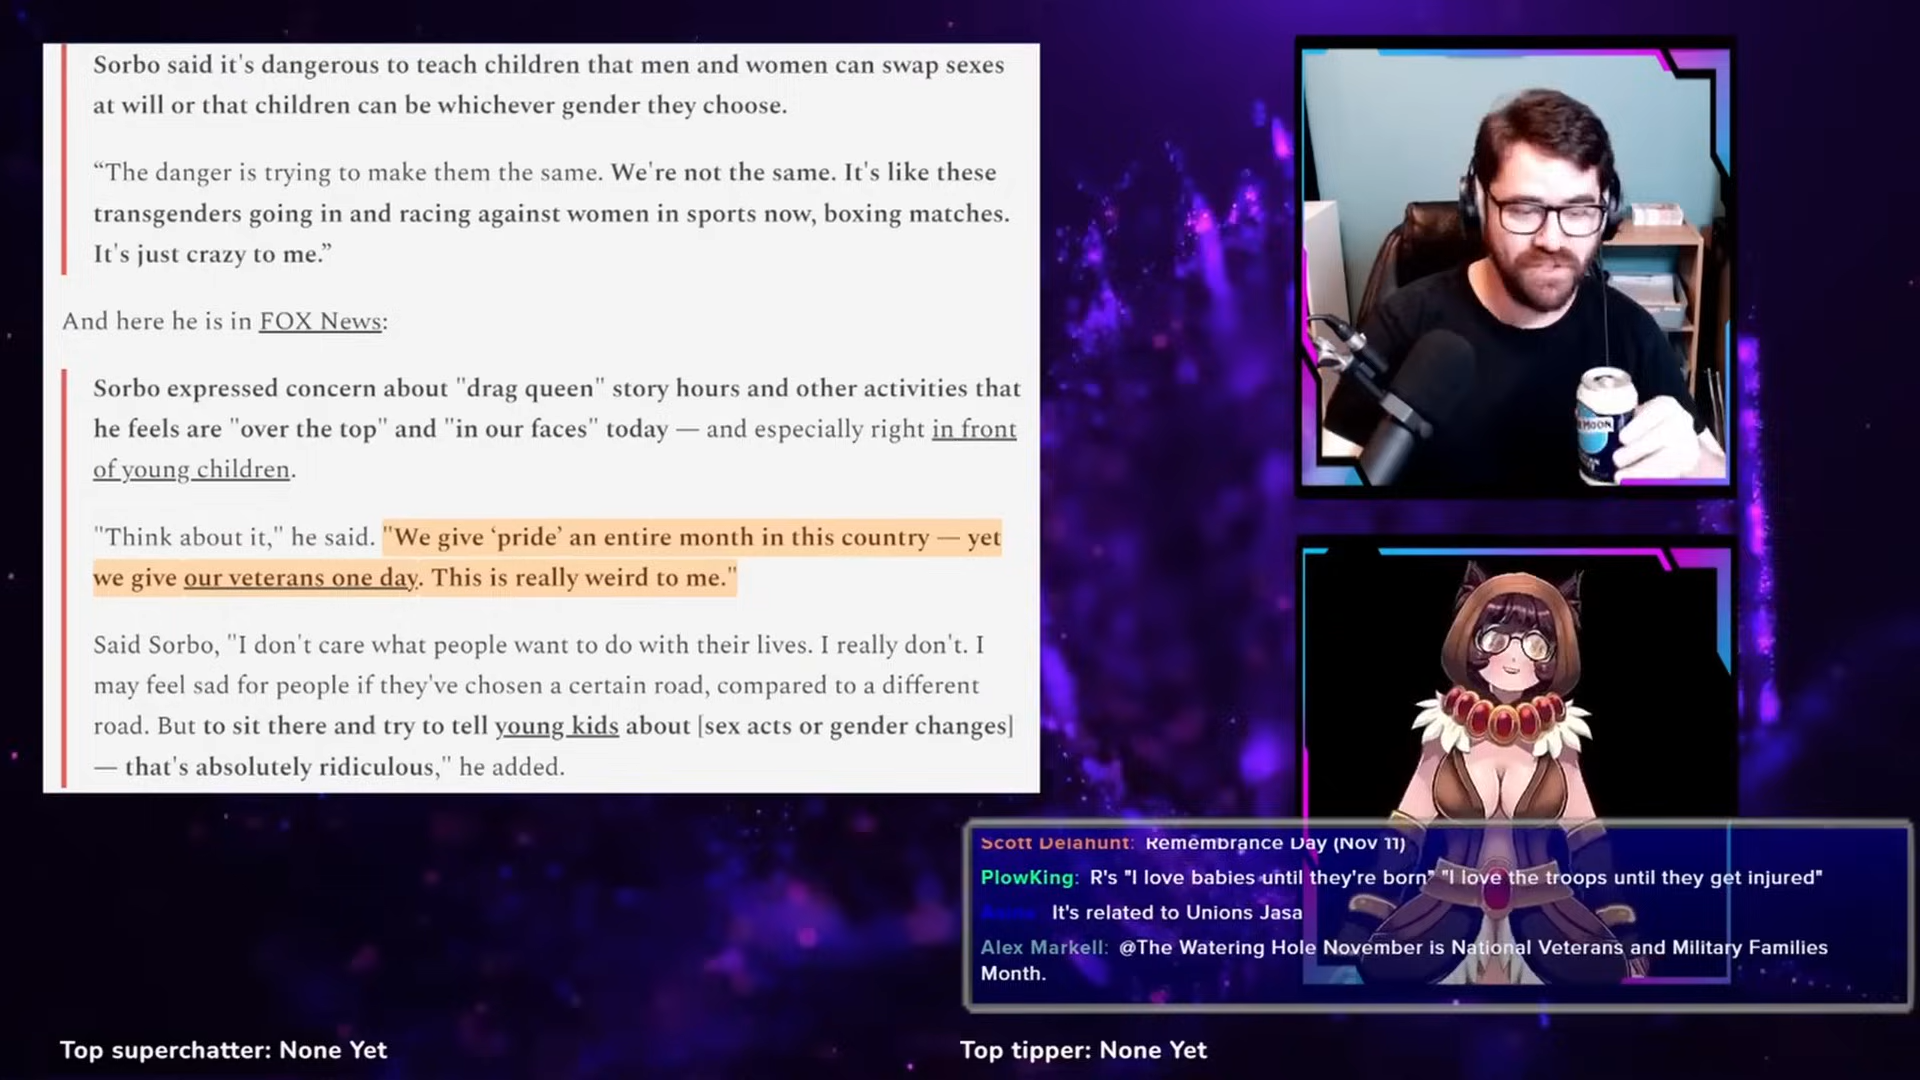 Sorbo said it's dangerous to teach children that men and women can swap sexes
at will or that children can be whichever gender they choose.
“The danger is trying to make them the same. We're not the same. It's like these
transgenders going in and racing against women in sports now, boxing matches.
It's just crazy to me.”
And here he is in FOX News:
Sorbo expressed concern about "drag queen" story hours and other activities that
he feels are "over the top" and "in our faces" today — and especially right in front
of young children.
"Think about it," he said. "We give ‘pride’ an entire month in this country — yet
we give our veterans one day. This is really weird to me."
Said Sorbo, "I don't care what people want to do with their lives. I really don't. I
may feel sad for people if they've chosen a certain road, compared to a different
road. But to sit there and try to tell young kids about [sex acts or gender changes]
— that's absolutely ridiculous," he added.
MOON
Scott Delahunt: Remembrance Day (Nov 11)
PlowKing: R's "I love babies until they're born" "I love the troops until they get injured"
It's related to Unions Jasa
Alex Markell: @The Watering Hole November is National Veterans and Military Families
Month.
Top superchatter: None Yet
Top tipper: None Yet